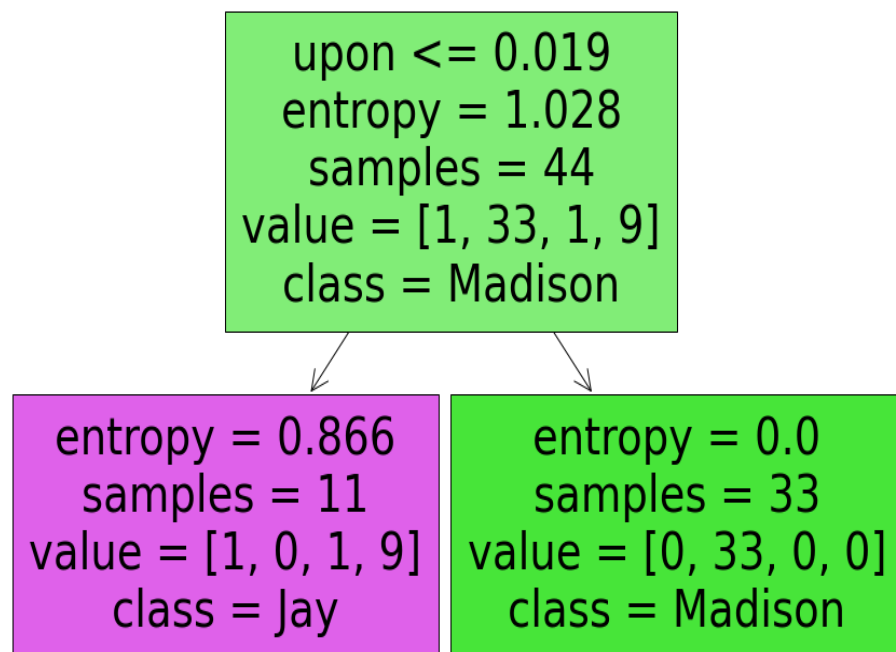 upon <= 0.019
entropy = 1.028
samples = 44
value = [1, 33, 1, 9]
class = Madison
entropy = 0.866
samples = 11
value = [1, 0, 1, 9]
class = Jay
entropy = 0.0
samples = 33
value = [0, 33, 0, 0]
class = Madison